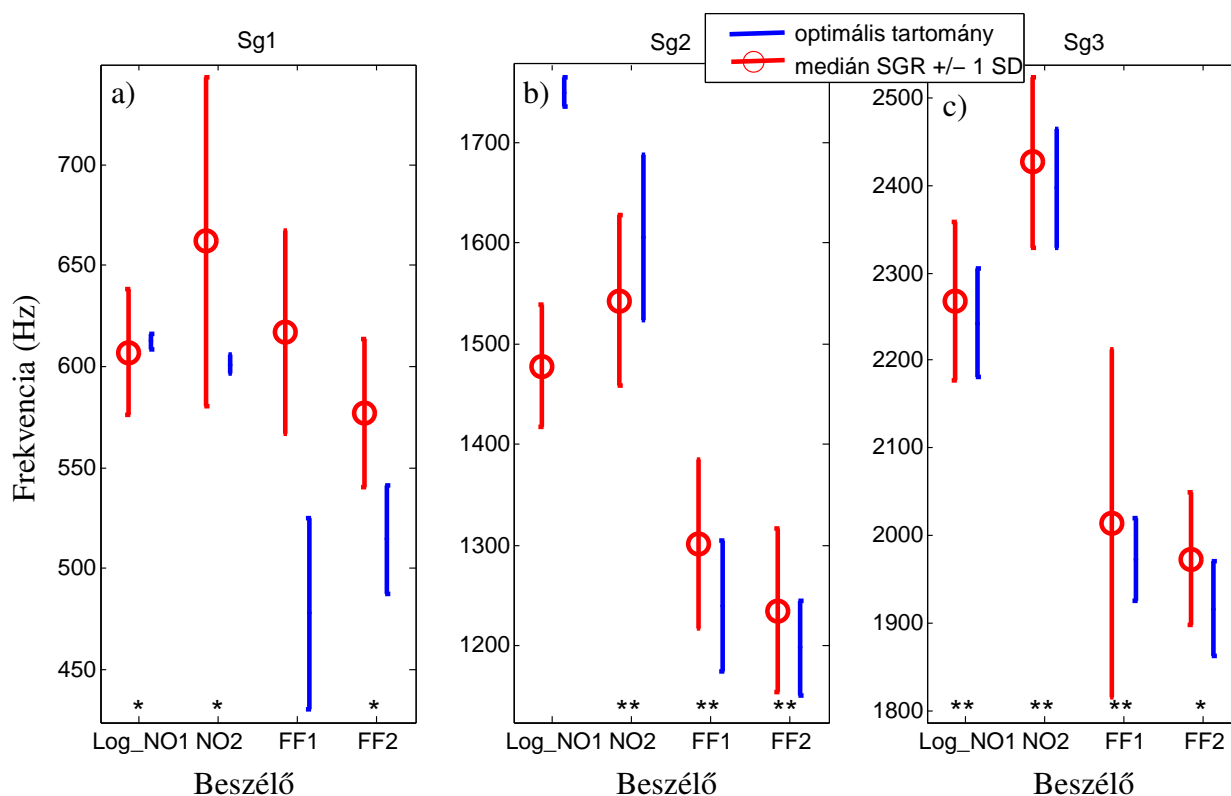 Sg1
Sg2
Sg3
optimális tartomány
medián SGR +/− 1 SD
a)
b)
c)
Frekvencia (Hz)
700
650
600
550
500
450
1700
1600
1500
1400
1300
1200
2500
2400
2300
2200
2100
2000
1900
1800
* * *
** ** **
** ** ** *
Log_NO1 NO2 FF1 FF2
Log_NO1 NO2 FF1 FF2
Log_NO1 NO2 FF1 FF2
Beszélő
Beszélő
Beszélő